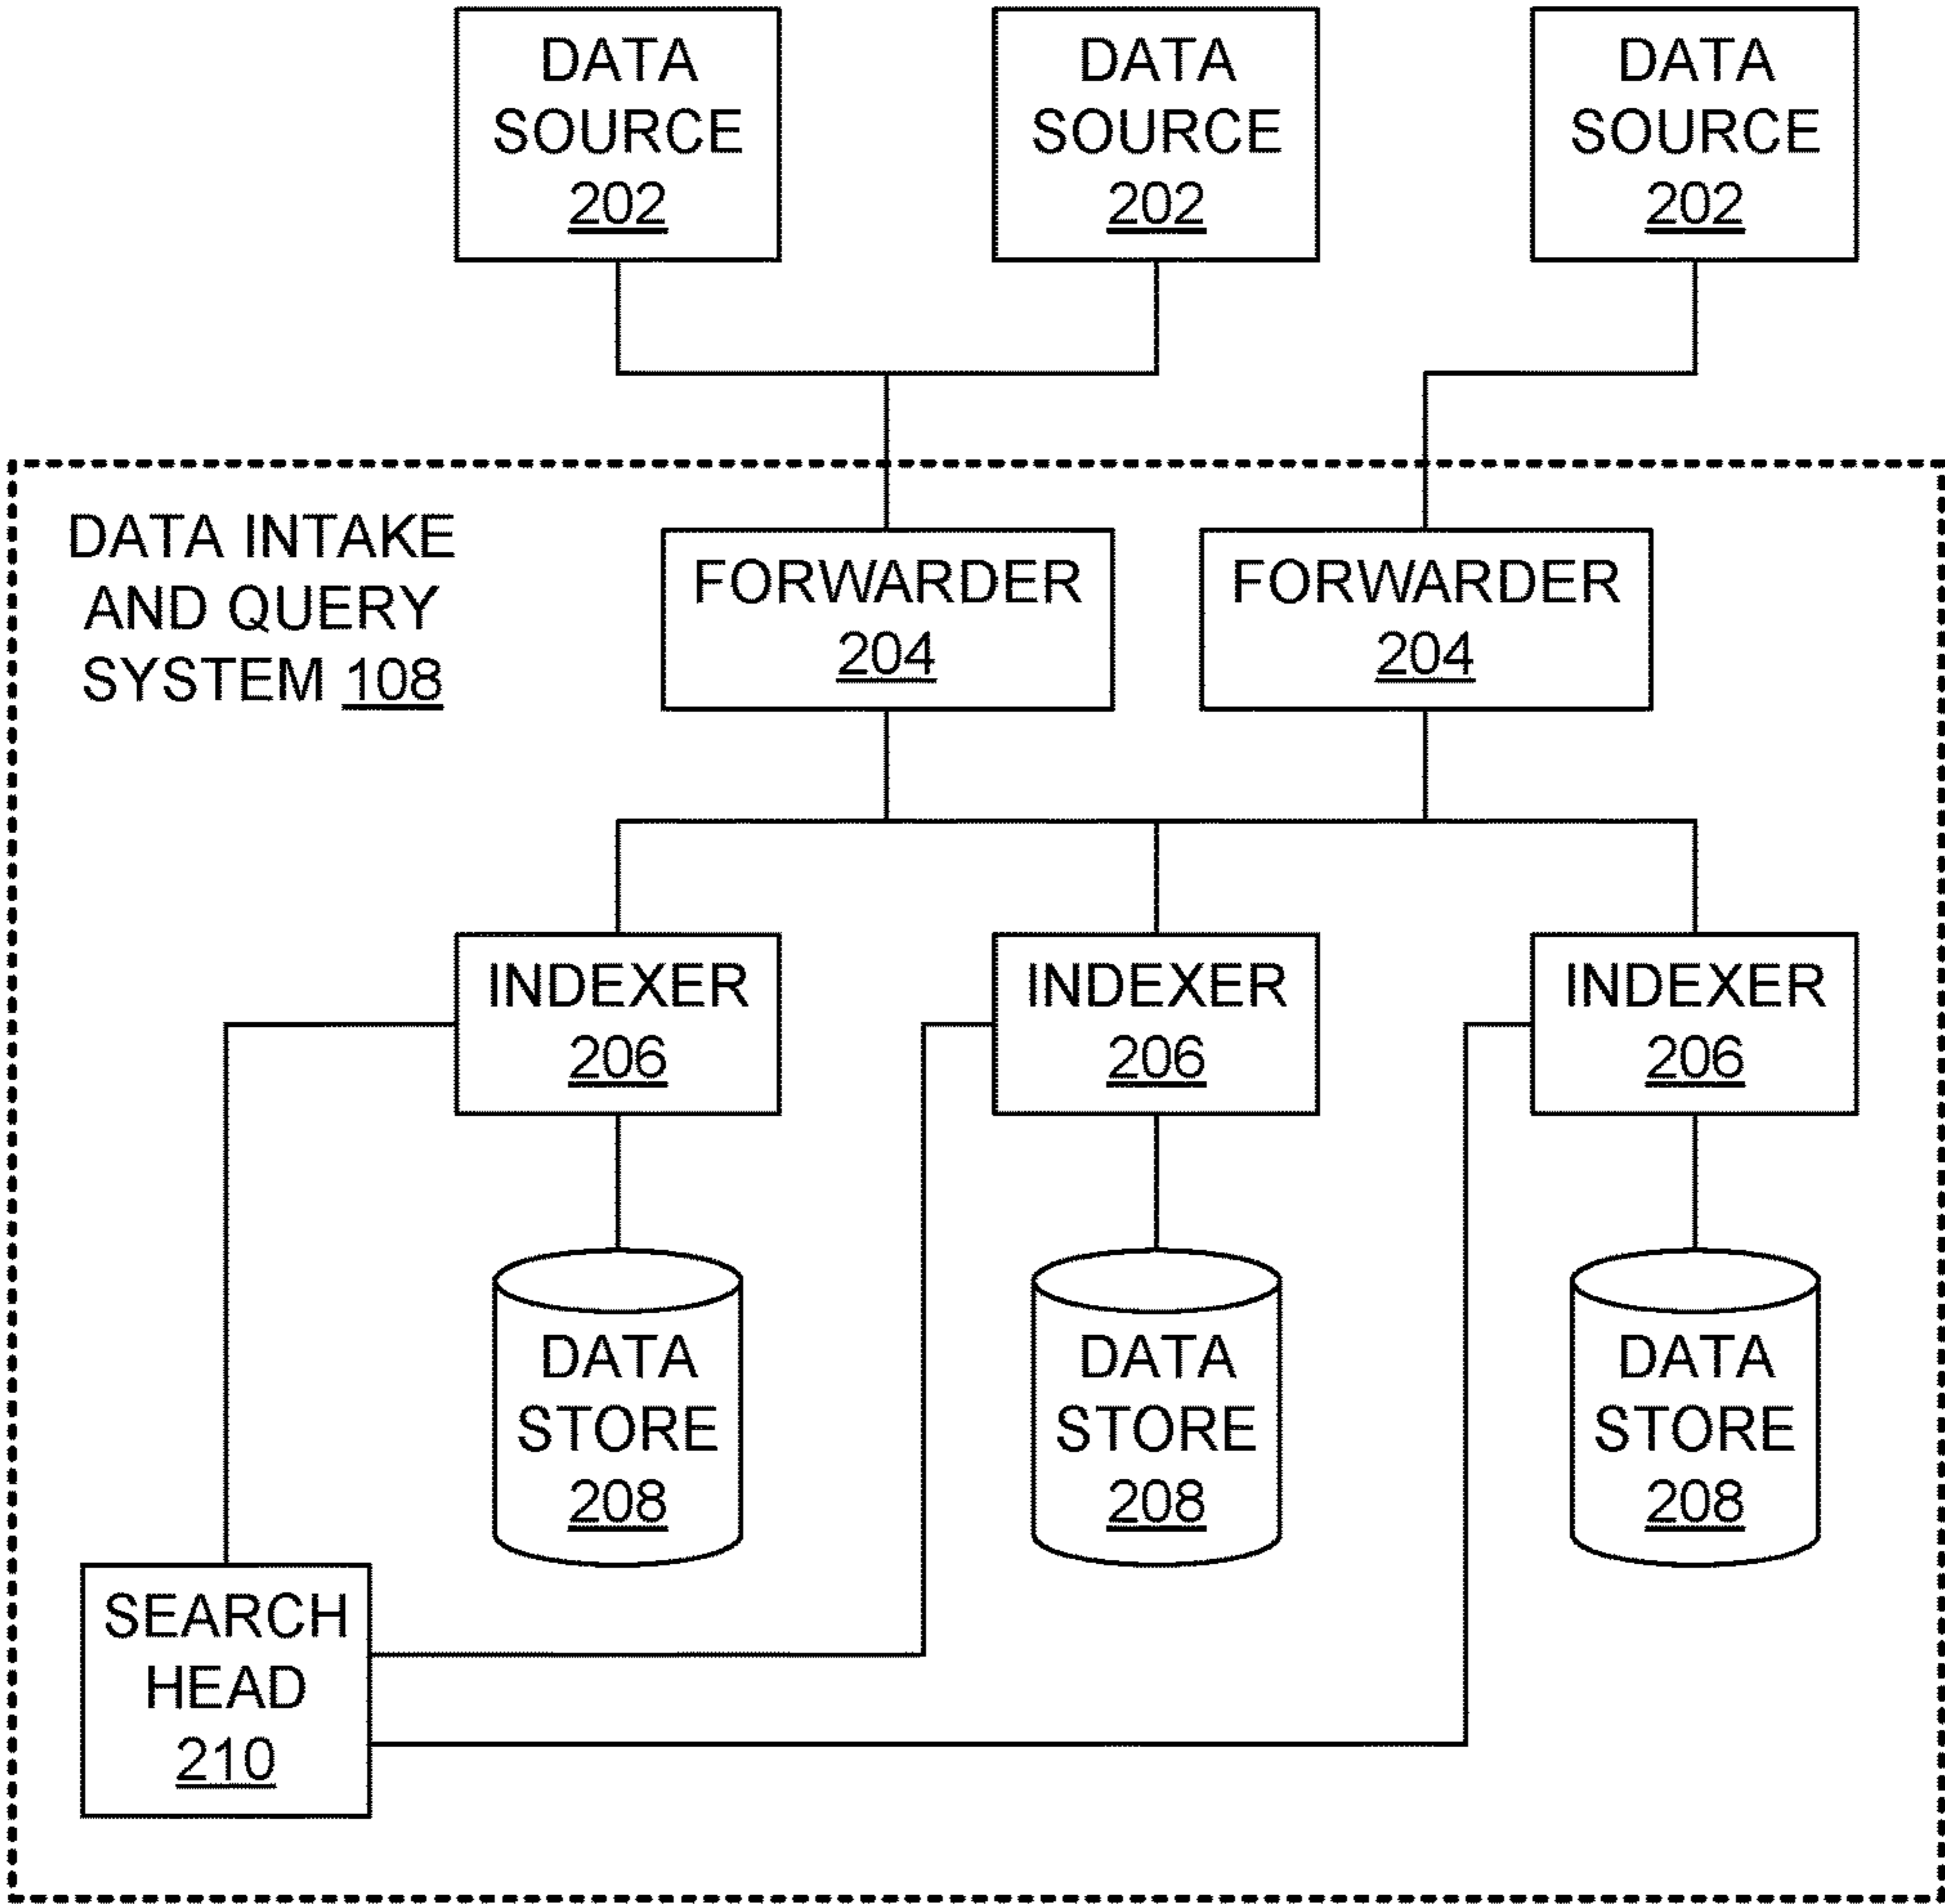 DATA
SOURCE
202
DATA
SOURCE
202
DATA
SOURCE
202
DATA INTAKE
AND QUERY
SYSTEM 108
FORWARDER
204
FORWARDER
204
INDEXER
206
INDEXER
206
INDEXER
206
DATA
STORE
208
DATA
STORE
208
DATA
STORE
208
SEARCH
HEAD
210